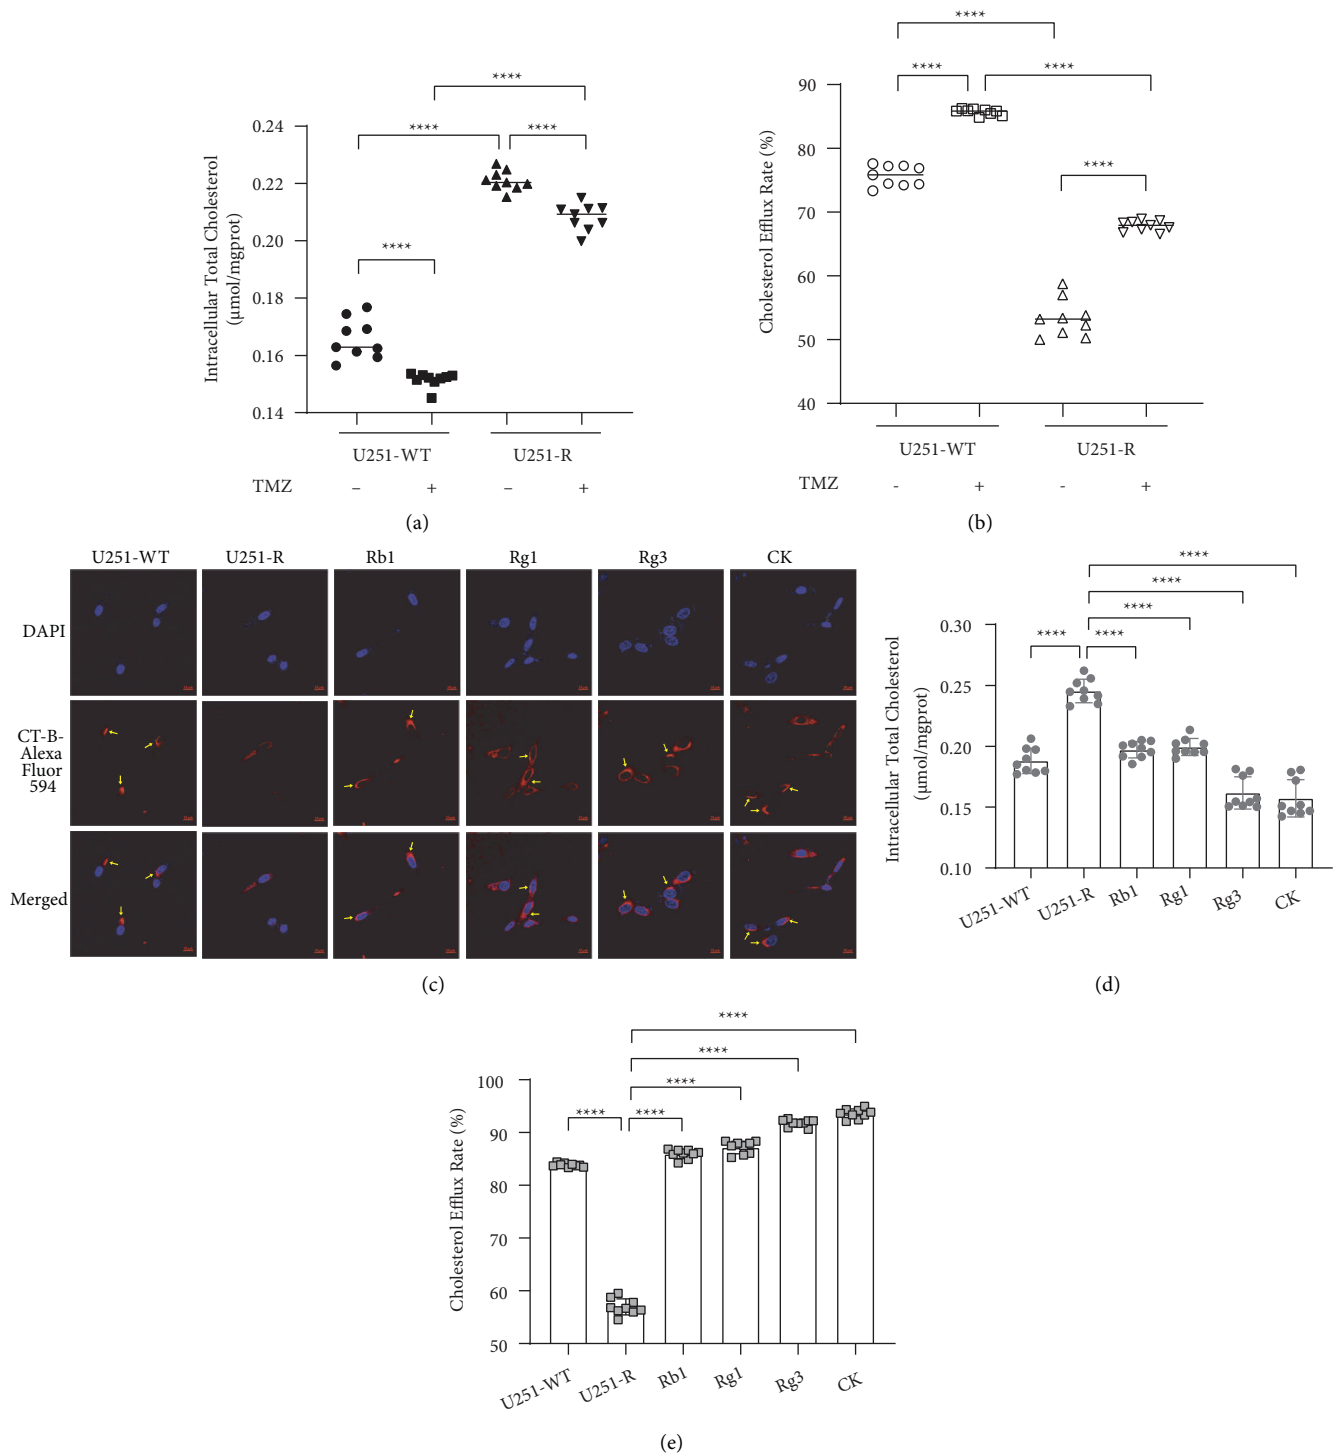 ****
****
****
****
0.24
0.22
0.20
0.18
0.16
0.14
Intracellular Total Cholesterol
(μmol/mgprot)
U251-WT
U251-R
TMZ – + – +
(a)
****
****
****
****
90
80
70
60
50
40
Cholesterol Efflux Rate (%)
U251-WT
U251-R
TMZ - + - +
(b)
U251-WT U251-R Rb1 Rg1 Rg3 CK
DAPI
CT-B-
Alexa
Fluor
594
Merged
(c)
****
****
****
**** ****
0.30
0.25
0.20
0.15
0.10
Intracellular Total Cholesterol
(μmol/mgprot)
U251-WT
U251-R
Rb1
Rg1
Rg3
CK
(d)
****
****
****
**** ****
100
90
80
70
60
50
Cholesterol Efflux Rate (%)
U251-WT
U251-R
Rb1
Rg1
Rg3
CK
(e)